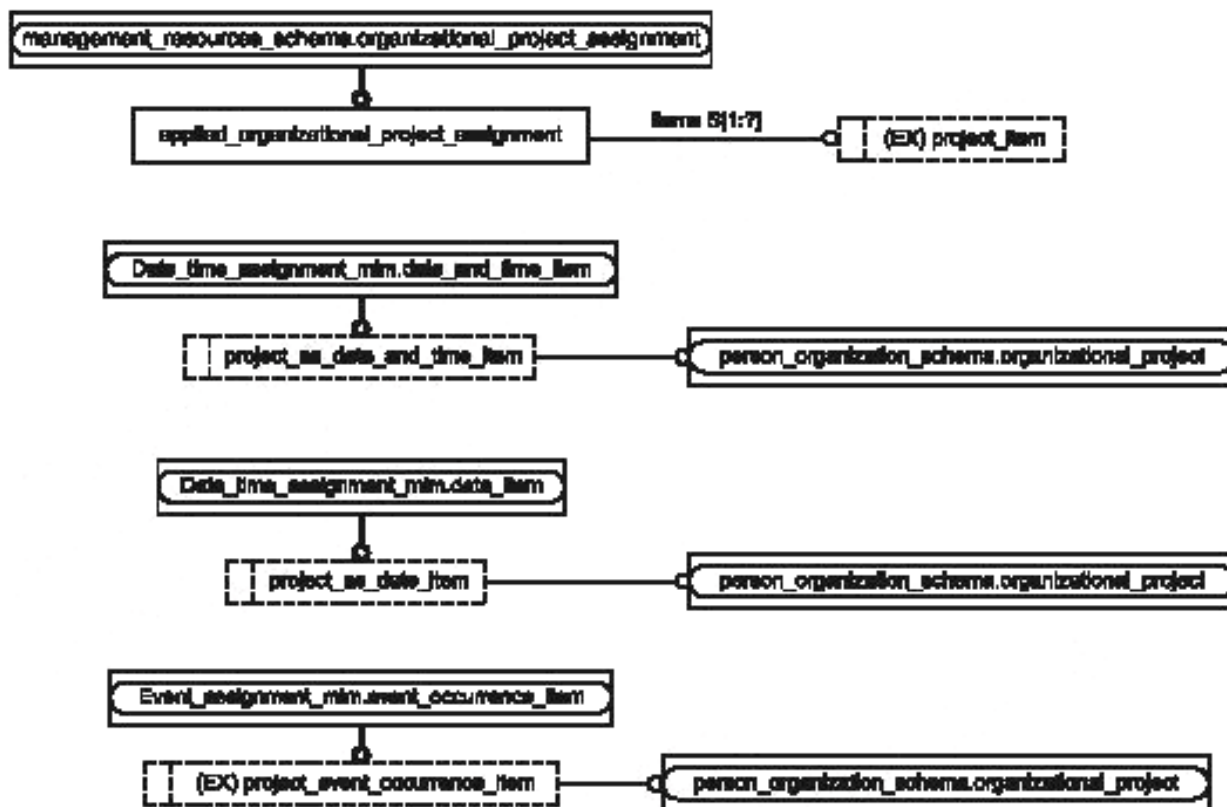 management_resources_schema.organizational_project_assignment
applied_organizational_project_assignment
items S[1:?]
(EX) project_item
Date_time_assignment_mim.date_and_time_item
project_as_date_and_time_item
person_organization_schema.organizational_project
Date_time_assignment_mim.date_item
project_as_date_item
person_organization_schema.organizational_project
Event_assignment_mim.event_occurrence_item
(EX) project_event_occurrence_item
person_organization_schema.organizational_project